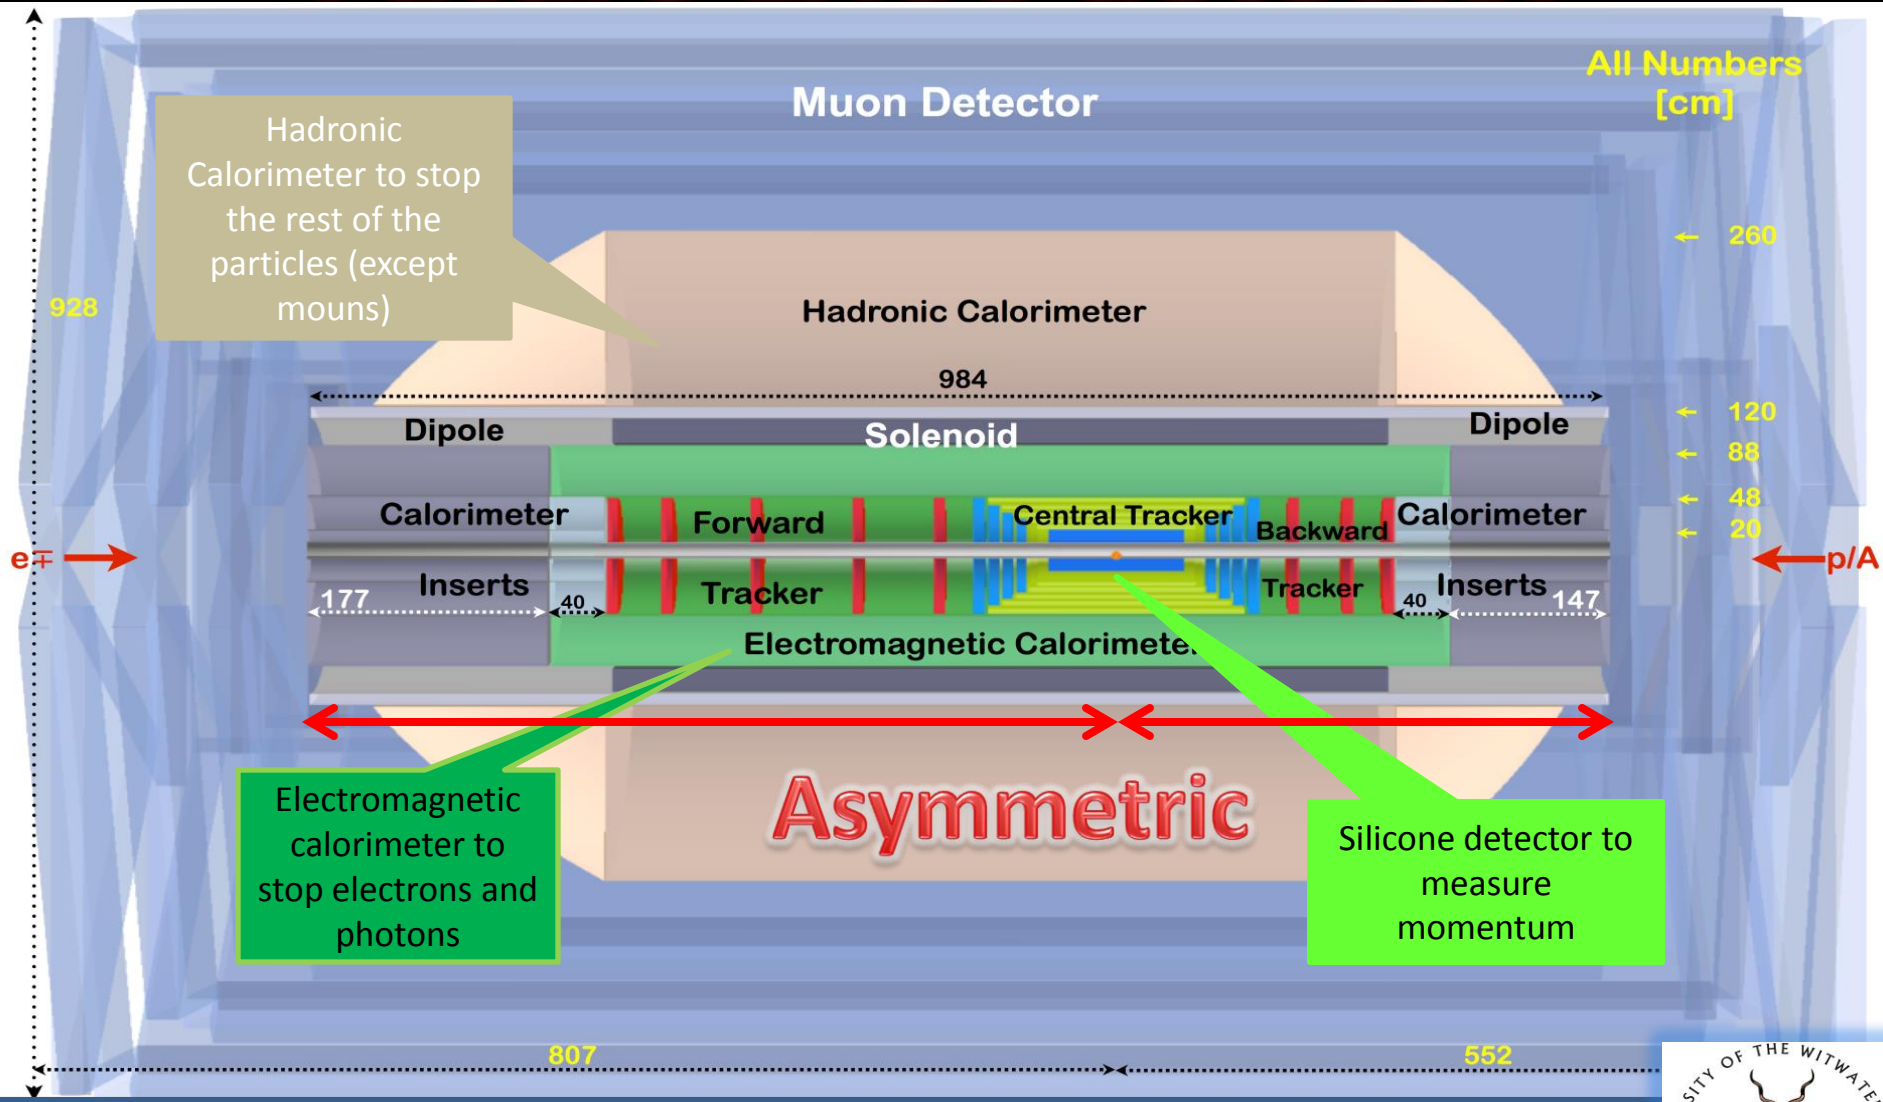 All Numbers
[cm]
Muon Detector
Hadronic
Calorimeter to stop
the rest of the
particles (except
mouns)
260
928
Hadronic Calorimeter
984
120
Dipole
Solenoid
Dipole
88
48
Calorimeter
Forward
Central Tracker
Backward
Calorimeter
20
e∓
p/A
Inserts
Tracker
Tracker
Inserts
177
40
40
147
Electromagnetic Calorimeter
Asymmetric
Electromagnetic
calorimeter to
stop electrons and
photons
Silicone detector to
measure
momentum
807
552
OF THE